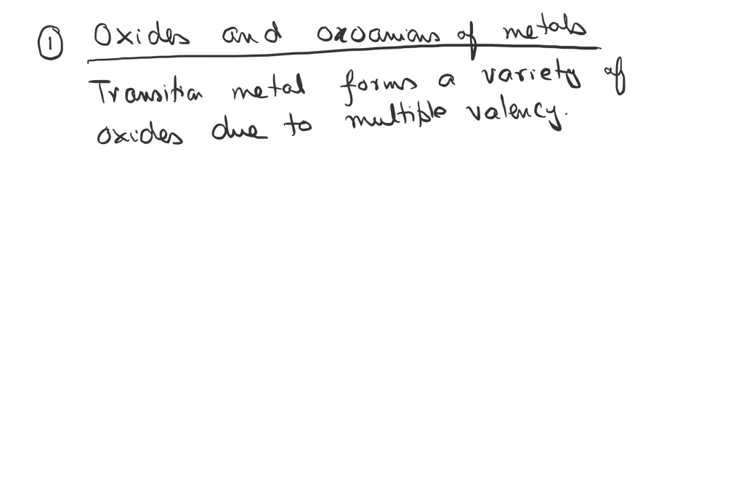 ① Oxides and oxoanions of metals
Transition metal forms a variety of
oxides due to multiple valency.